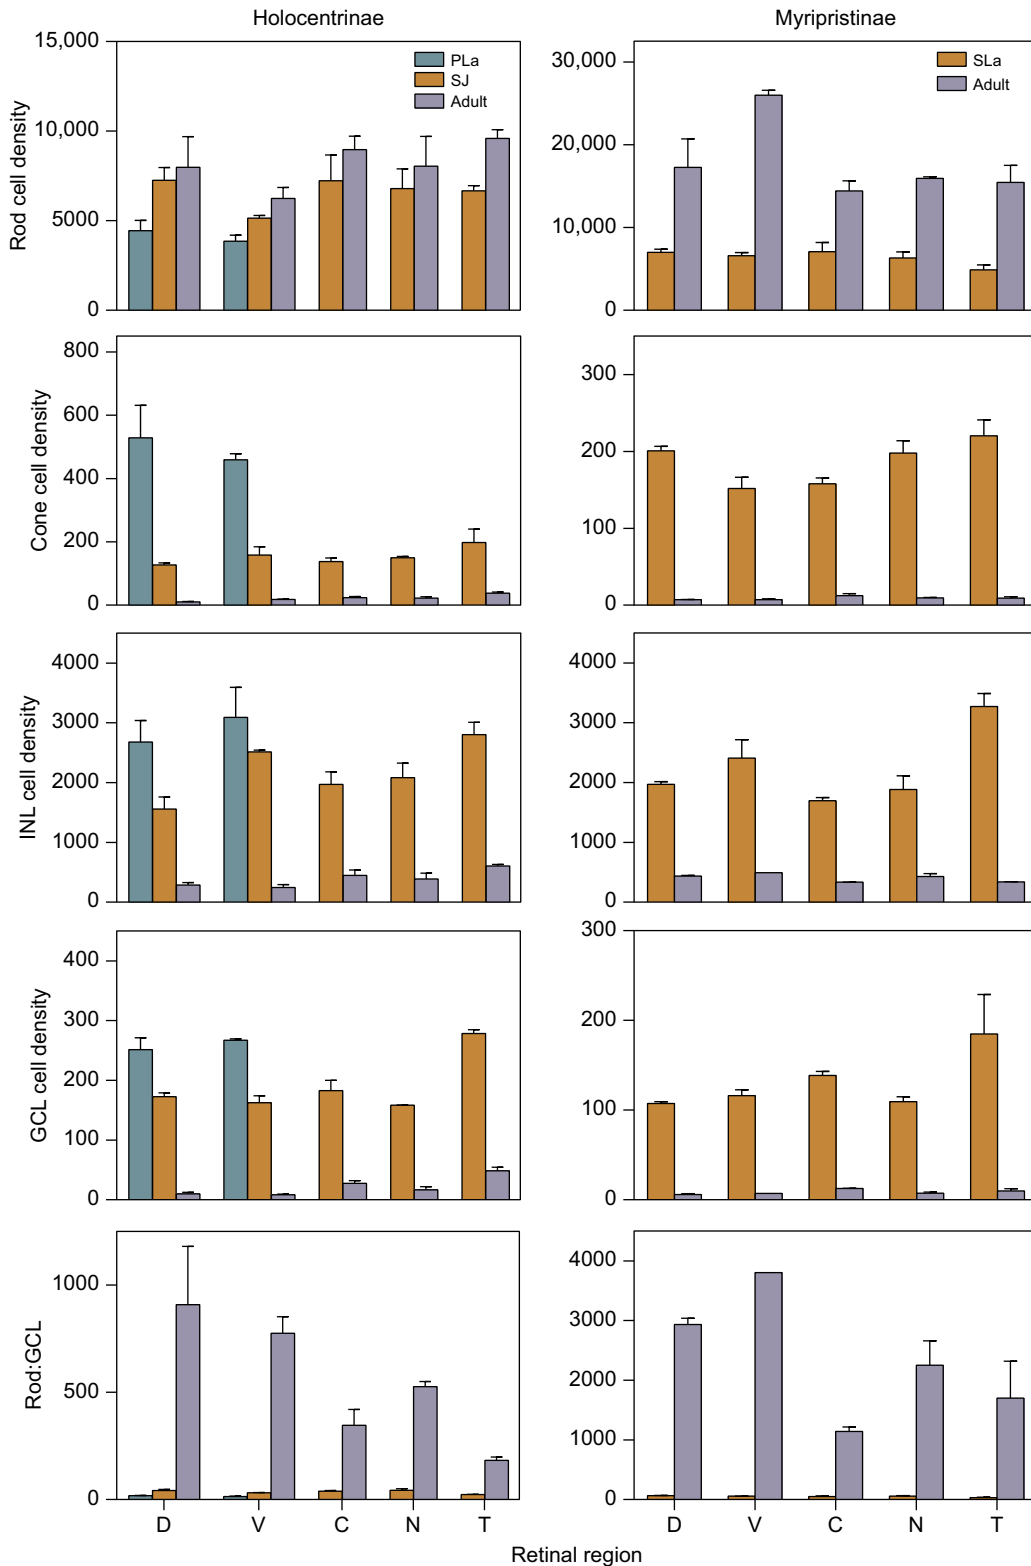 Holocentrinae
Myripristinae
Rod cell density
15,000
10,000
5000
0
PLa
SJ
Adult
30,000
20,000
10,000
0
SLa
Adult
Cone cell density
800
600
400
200
0
300
200
100
0
INL cell density
4000
3000
2000
1000
0
4000
3000
2000
1000
0
GCL cell density
400
300
200
100
0
300
200
100
0
Rod:GCL
1000
500
0
4000
3000
2000
1000
0
D V C N T
D V C N T
Retinal region